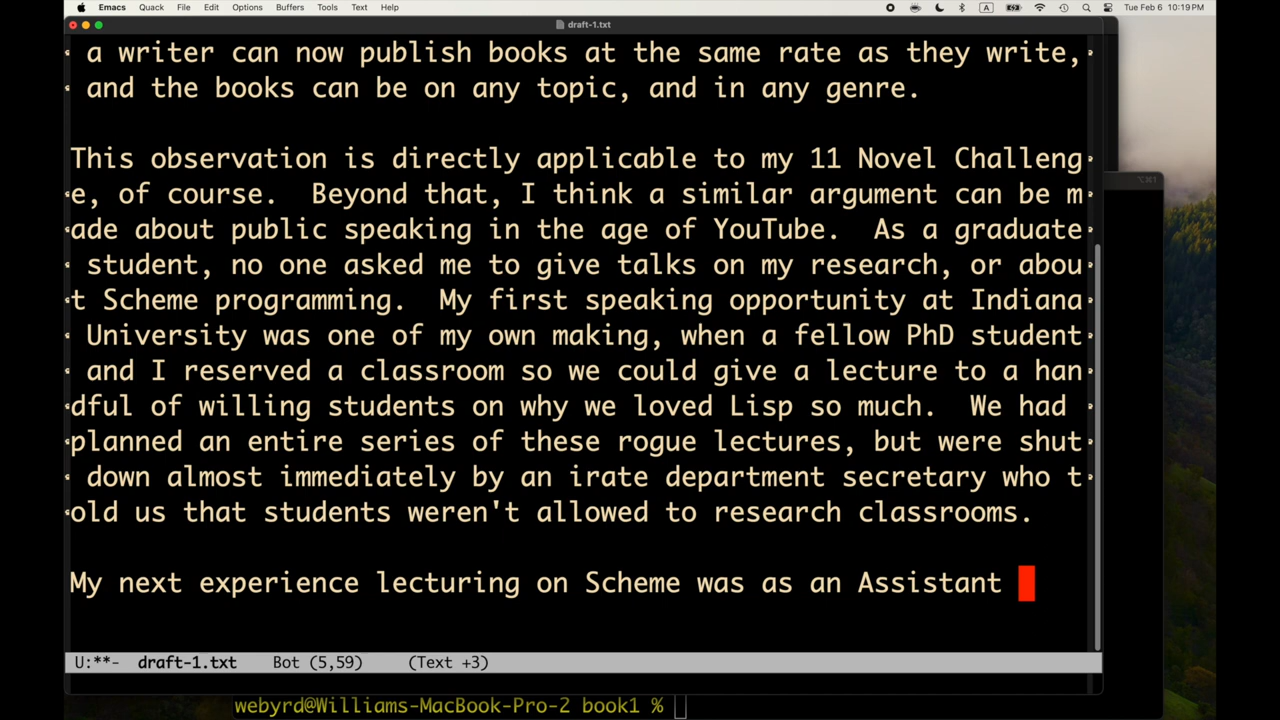 Emacs Quack File Edit Options Buffers Tools Text Help A Tue Feb 6 10:19 PM
draft-1.txt
a writer can now publish books at the same rate as they write,
and the books can be on any topic, and in any genre.
This observation is directly applicable to my 11 Novel Challeng
e, of course.  Beyond that, I think a similar argument can be m
ade about public speaking in the age of YouTube.  As a graduate
student, no one asked me to give talks on my research, or abou
t Scheme programming.  My first speaking opportunity at Indiana
University was one of my own making, when a fellow PhD student
and I reserved a classroom so we could give a lecture to a han
dful of willing students on why we loved Lisp so much.  We had
planned an entire series of these rogue lectures, but were shut
down almost immediately by an irate department secretary who t
old us that students weren't allowed to research classrooms.
My next experience lecturing on Scheme was as an Assistant
U:**-  draft-1.txt    Bot (5,59)    (Text +3)
webyrd@Williams-MacBook-Pro-2 book1 %